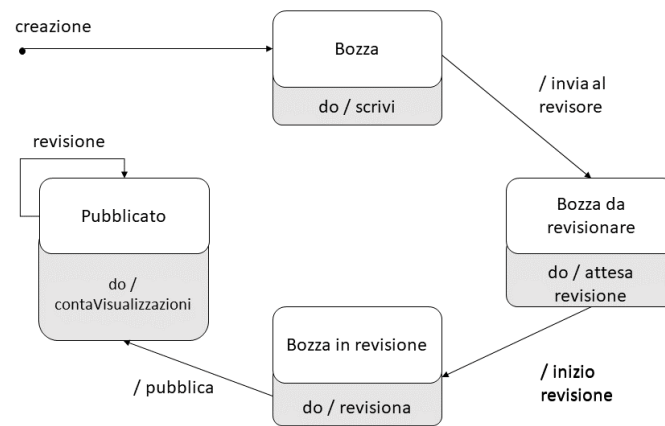 creazione
Bozza
do / scrivi
/ invia al
revisore
revisione
Pubblicato
do /
contaVisualizzazioni
Bozza da
revisionare
do / attesa
revisione
Bozza in revisione
do / revisiona
/ pubblica
/ inizio
revisione